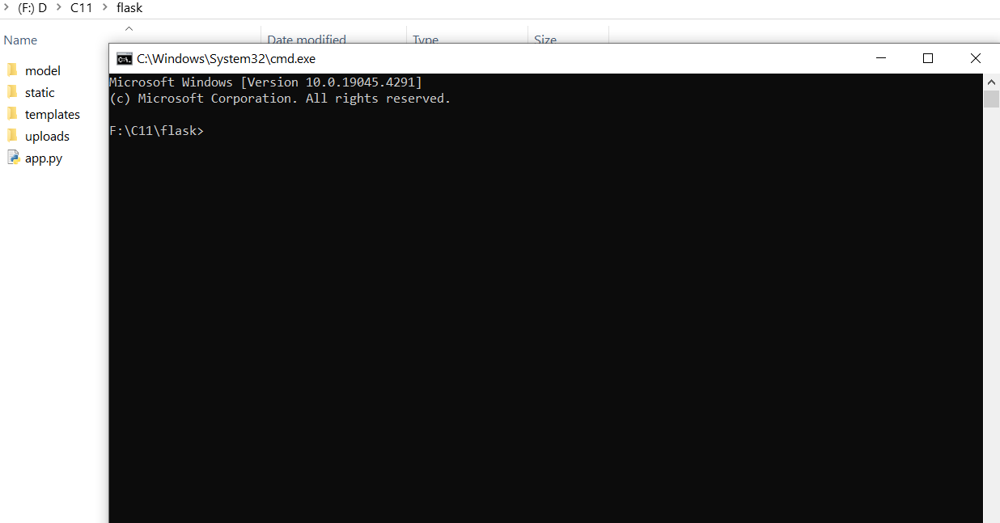 (F:) D > C11 > flask
Name Date modified Type Size
C:\Windows\System32\cmd.exe
model
static
templates
uploads
app.py
Microsoft Windows [Version 10.0.19045.4291]
(c) Microsoft Corporation. All rights reserved.
F:\C11\flask>